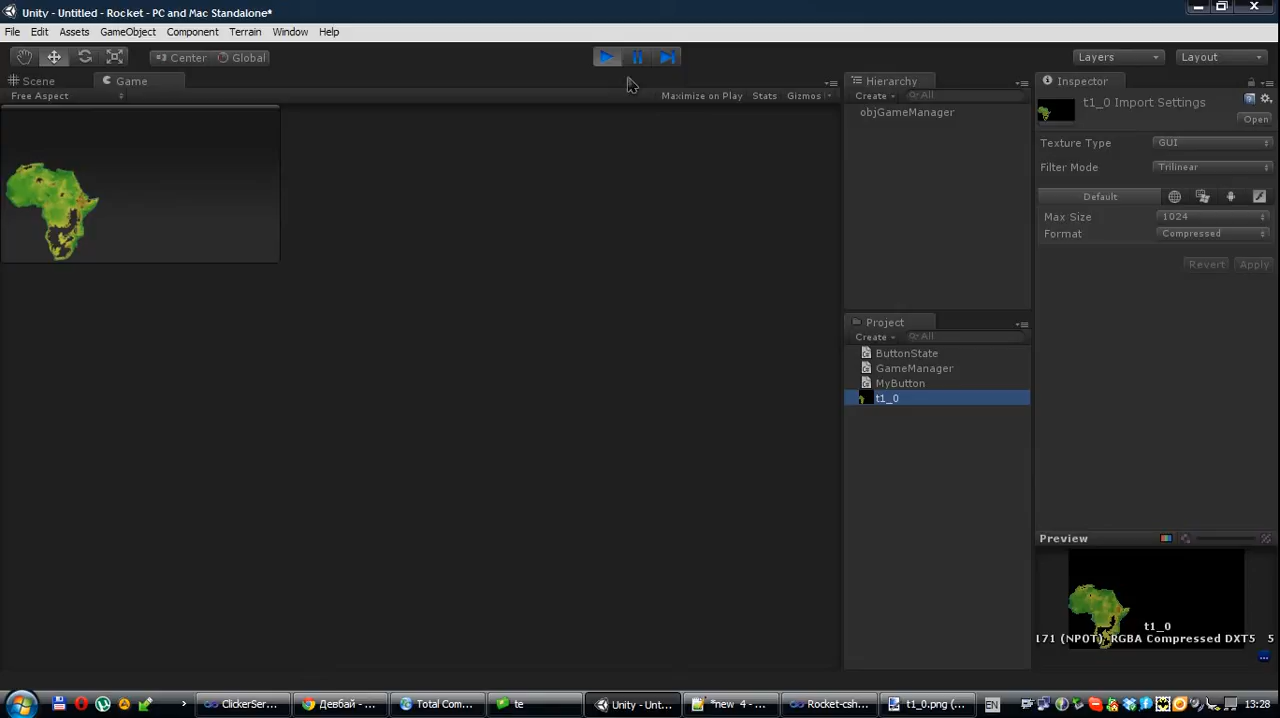 Unity - Untitled - Rocket - PC and Mac Standalone*
File Edit Assets GameObject Component Terrain Window Help
Center Global Layers Layout
Scene Game Hierarchy Inspector
Free Aspect Maximize on Play Stats Gizmos Create All
t1_0 Import Settings
objGameManager
Open
Texture Type GUI
Filter Mode Trilinear
Default
Max Size 1024
Format Compressed
Revert Apply
Project
Create All
ButtonState
GameManager
MyButton
t1_0
Preview
t1_0
171 (NPOT) RGBA Compressed DXT5 5
ClickerSer... Девбай - ... Total Com... te Unity - Unt... *new 4 - ... Rocket-csh... t1_0.png (... EN 13:28